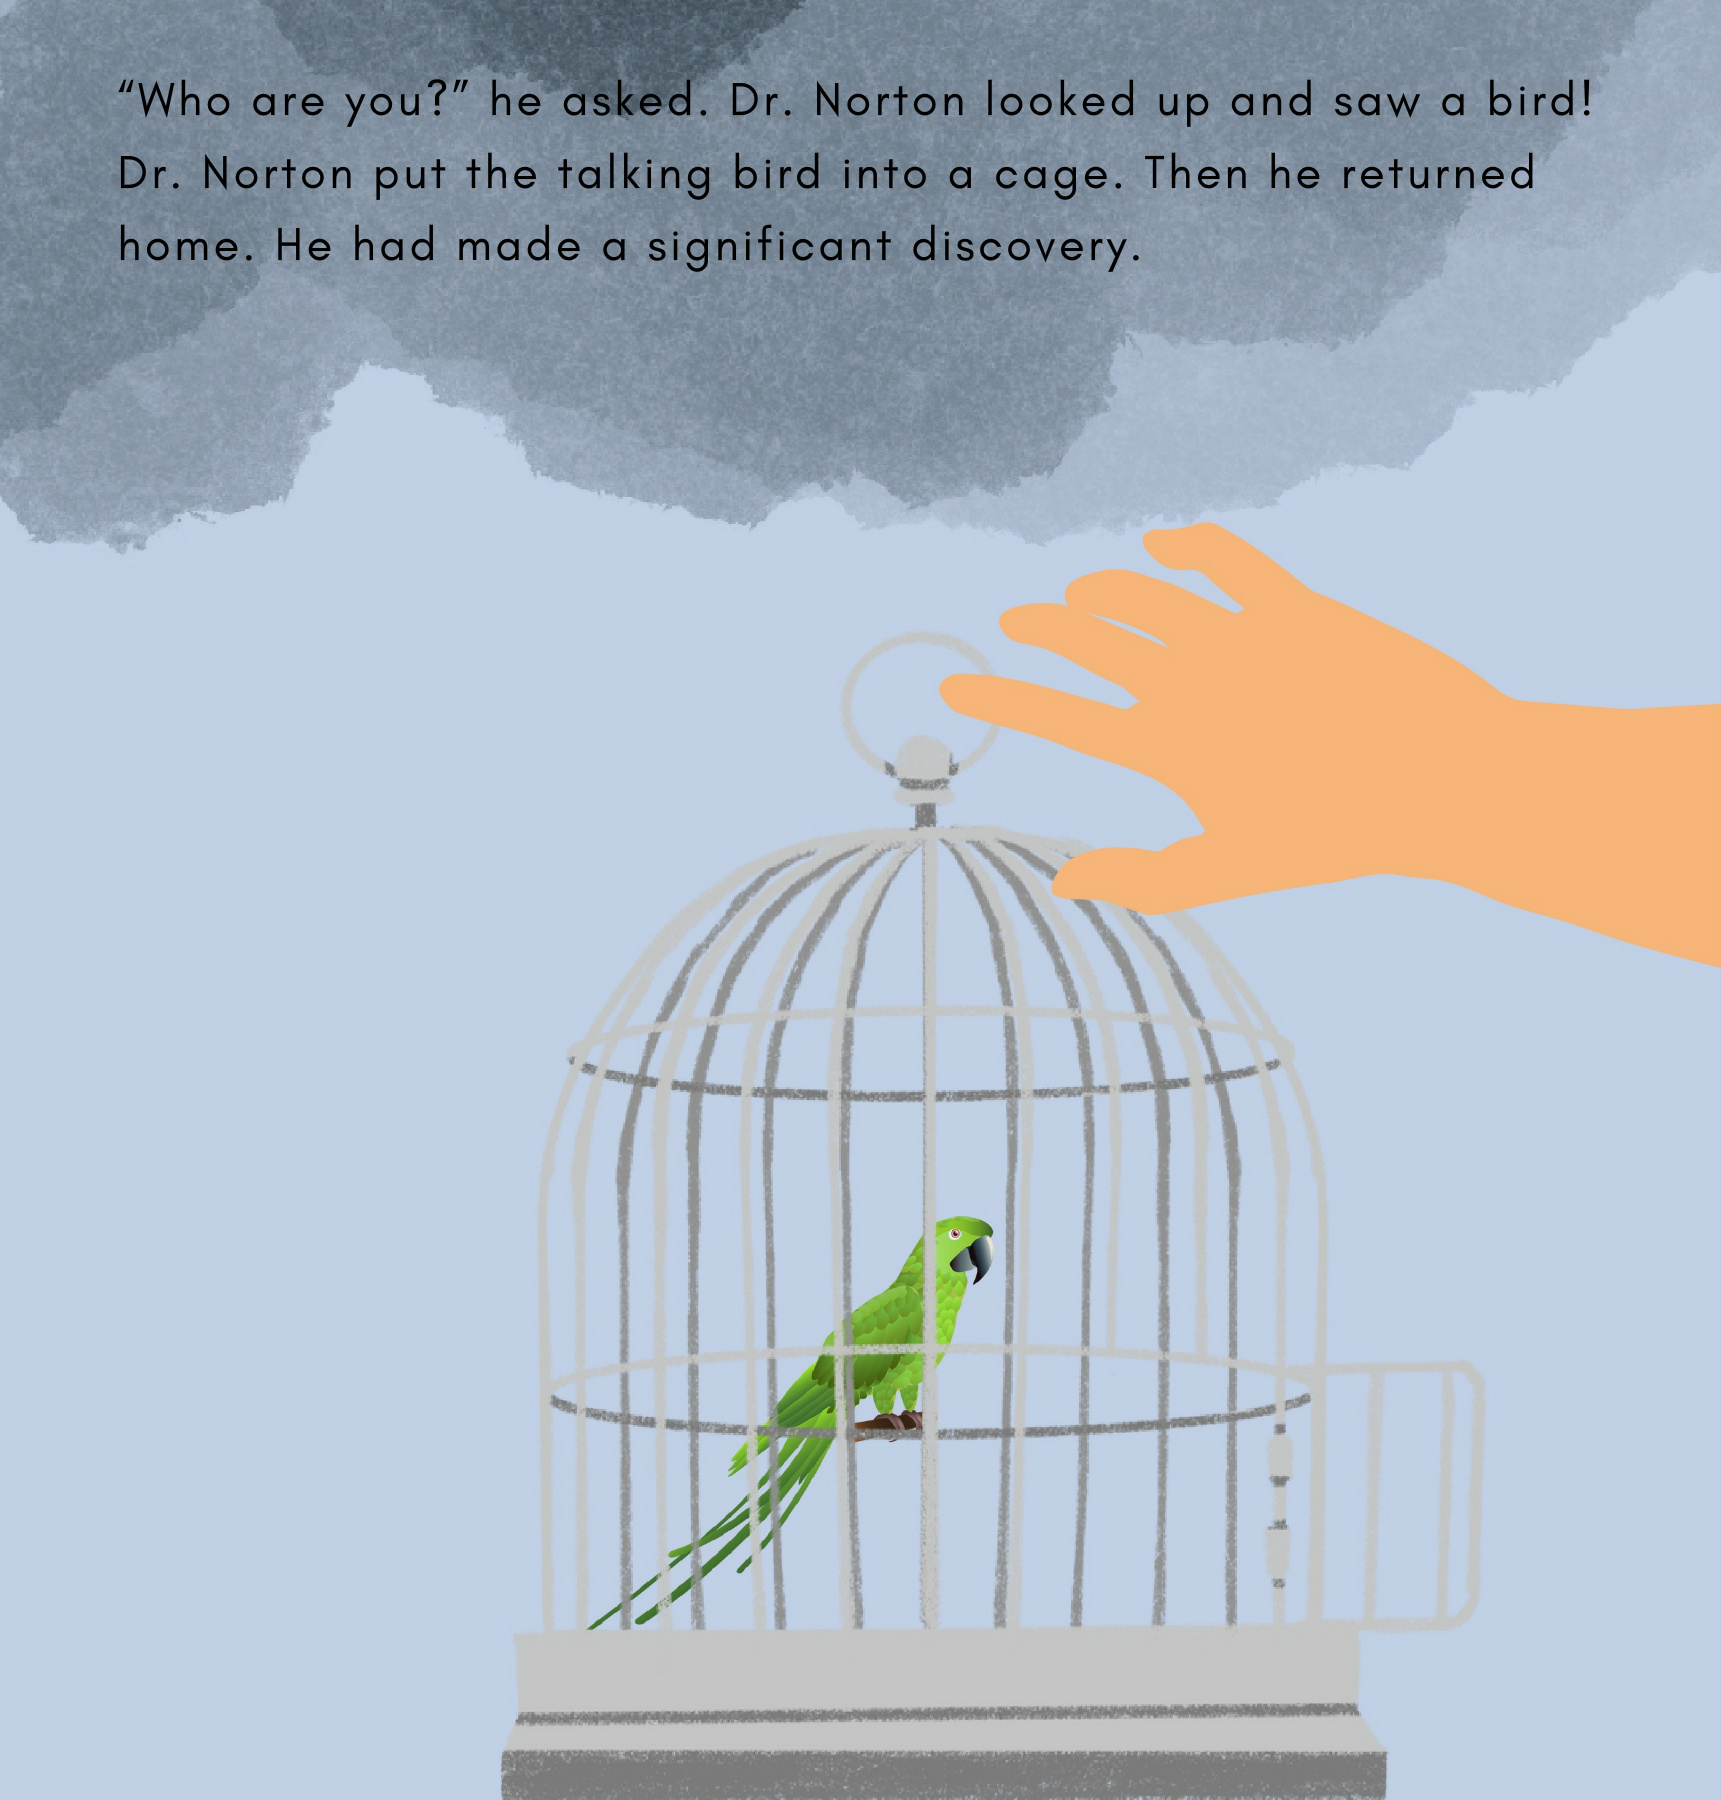 “Who are you?” he asked. Dr. Norton looked up and saw a bird!
Dr. Norton put the talking bird into a cage. Then he returned
home. He had made a significant discovery.